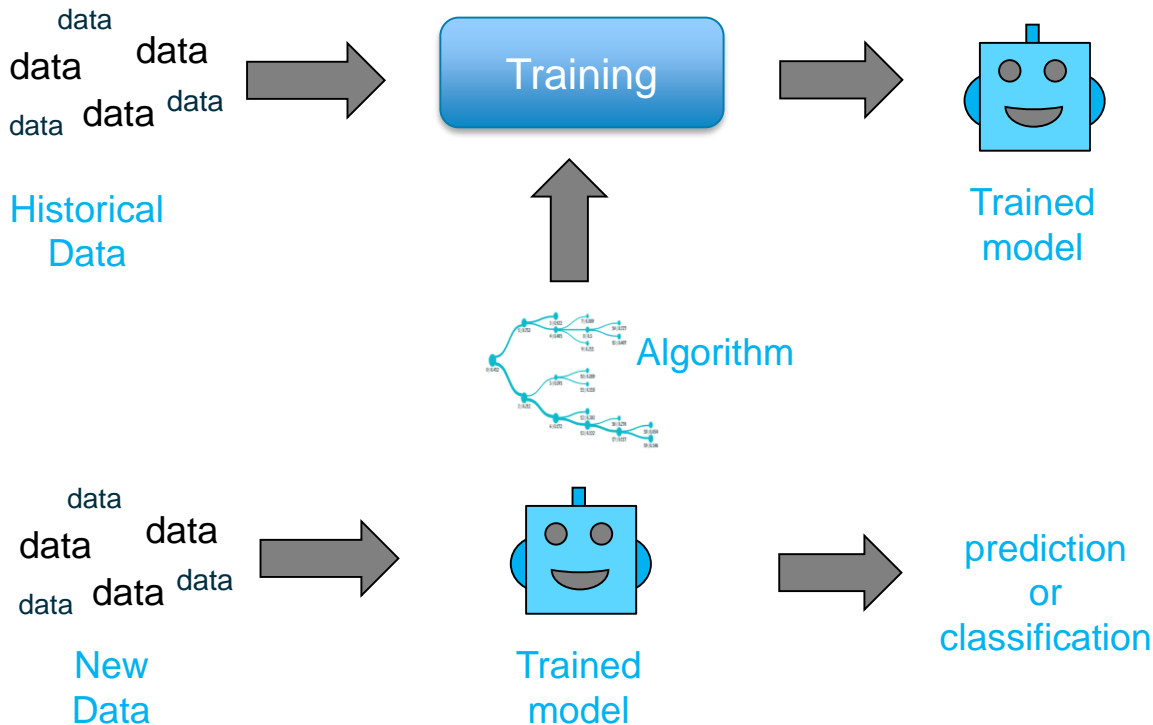 data
data
data
data
data
data
Training
Historical
Data
Trained
model
Algorithm
data
data
data
data
data
data
New
Data
Trained
model
prediction
or
classification